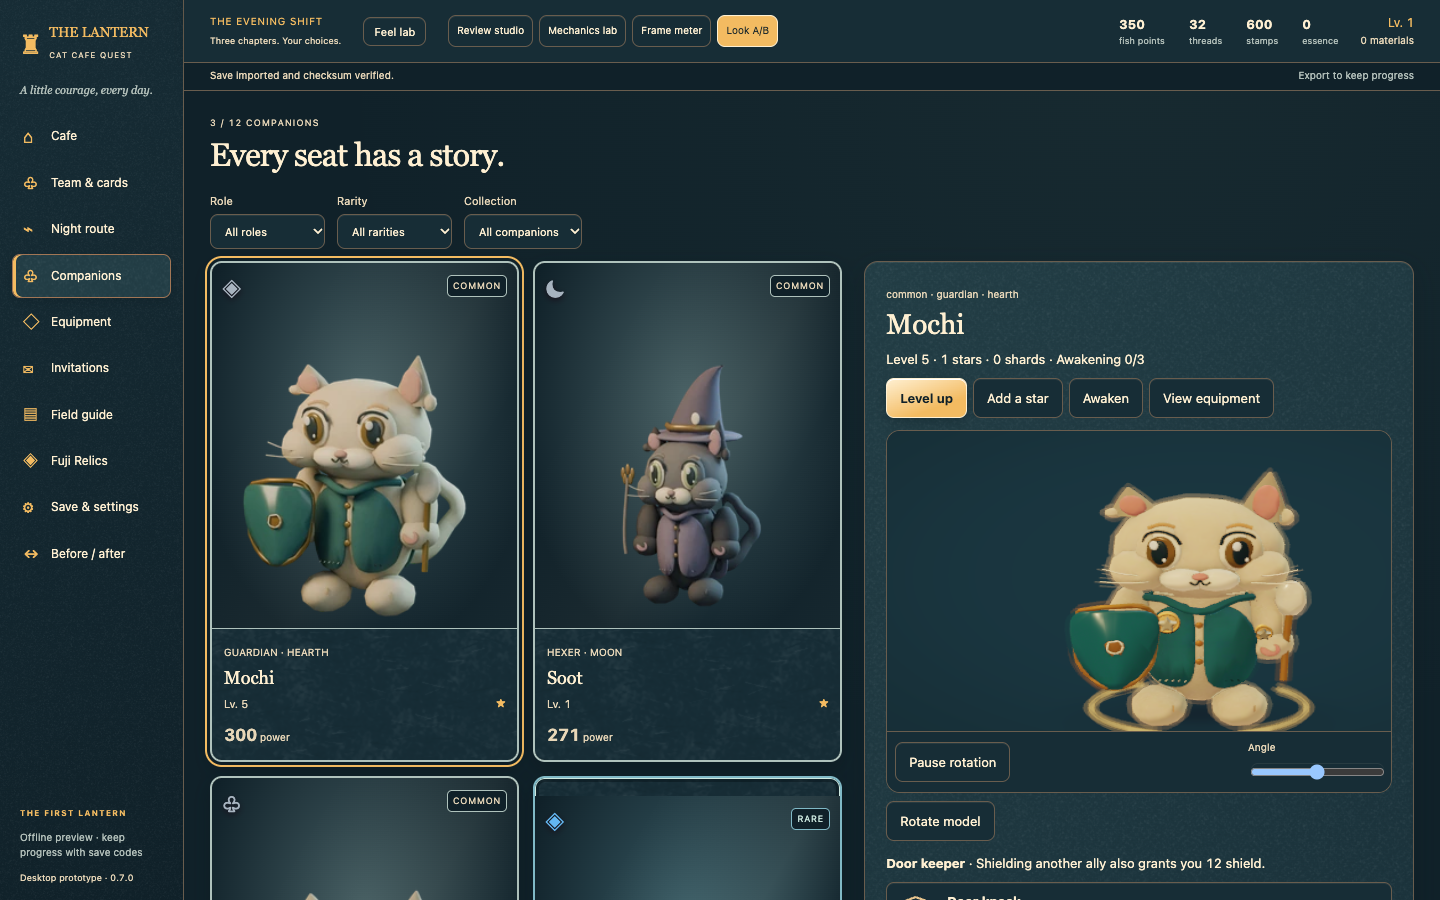 THE LANTERN
CAT CAFE QUEST
A little courage, every day.
Cafe
Team & cards
Night route
Companions
Equipment
Invitations
Field guide
Fuji Relics
Save & settings
Before / after
THE FIRST LANTERN
Offline preview · keep
progress with save codes
Desktop prototype · 0.7.0
THE EVENING SHIFT
Three chapters. Your choices.
Feel lab
Review studio
Mechanics lab
Frame meter
Look A/B
350
fish points
32
threads
600
stamps
0
essence
Lv. 1
0 materials
Save imported and checksum verified.
Export to keep progress
3 / 12 COMPANIONS
Every seat has a story.
Role
Rarity
Collection
All roles
All rarities
All companions
COMMON
GUARDIAN · HEARTH
Mochi
Lv. 5
300 power
COMMON
HEXER · MOON
Soot
Lv. 1
271 power
COMMON
RARE
common · guardian · hearth
Mochi
Level 5 · 1 stars · 0 shards · Awakening 0/3
Level up
Add a star
Awaken
View equipment
Pause rotation
Angle
Rotate model
Door keeper · Shielding another ally also grants you 12 shield.